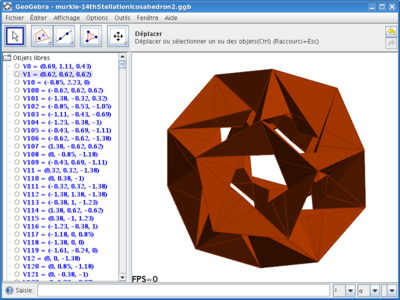 GeoGebra - murkle-14thStellationIcosahedron2.ggb
Fichier Éditer Affichage Options Outils Fenêtre Aide
Déplacer
Déplacer ou sélectionner un ou des objets(Ctrl) (Raccourci=Esc)
Objets libres
V0 = (0.69, 1.11, 0.43)
V1 = (0.62, 0.62, 0.62)
V10 = (-0.85, 2.23, 0)
V100 = (-0.62, 0.62, 0.62)
V101 = (-1.38, -0.32, 0.32)
V102 = (-0.85, -0.53, -1.05)
V103 = (-1.11, -0.43, -0.69)
V104 = (-1.23, -0.38, -1)
V105 = (-0.43, -0.69, -1.11)
V106 = (-0.62, -0.62, -1.38)
V107 = (1.38, -0.62, 0.62)
V108 = (0, -0.85, -1.18)
V109 = (-0.43, 0.69, -1.11)
V11 = (0.32, 0.32, -1.38)
V110 = (0, 0.38, -1)
V111 = (-0.32, 0.32, -1.38)
V112 = (-1.38, 1.38, -1.38)
V113 = (-0.38, 1, -1.23)
V114 = (1.38, 0.62, -0.62)
V115 = (0.38, -1, 1.23)
V116 = (-1.23, -0.38, 1)
V117 = (-1.18, 0, 0.85)
V118 = (-1.38, 0, 0)
V119 = (-1.61, -0.24, 0)
V12 = (0, 0, -1.38)
V120 = (0, 0.85, -1.18)
V121 = (0, -0.38, -1)
FPS=0
Saisie:
α